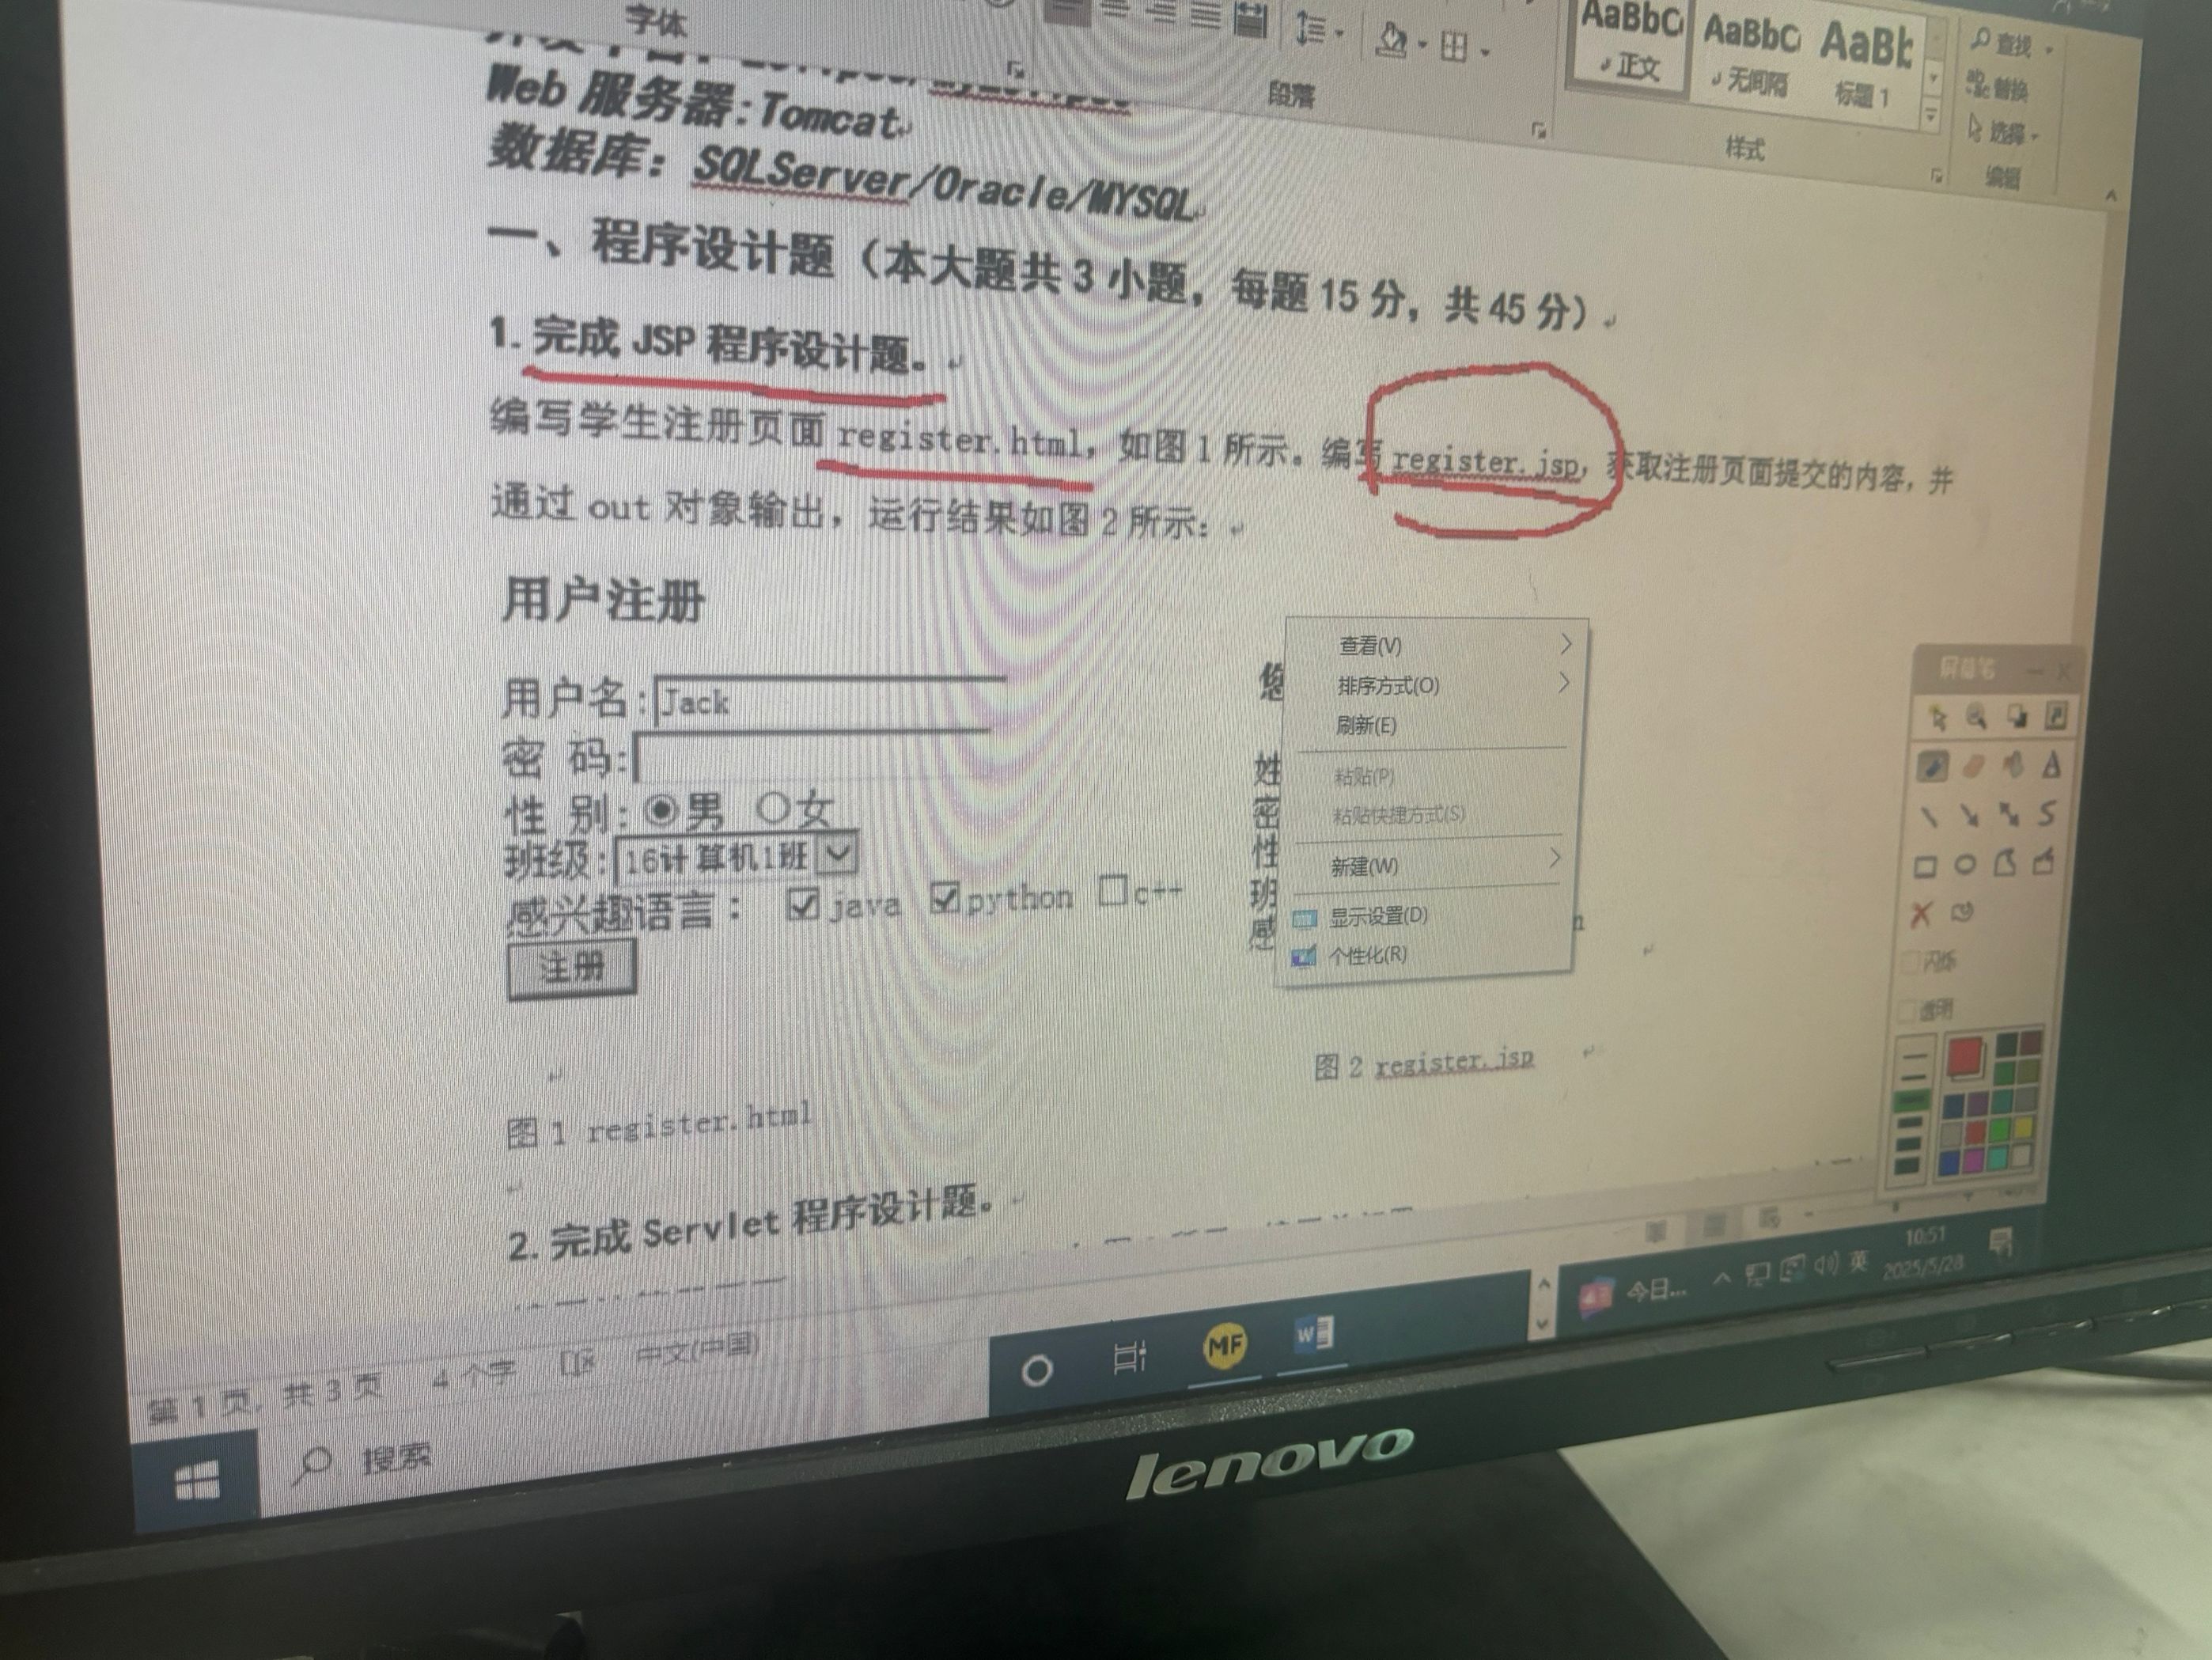 字体
段落
AaBbC AaBbC AaBb
正文 无间隔 标题 1
样式
查找
替换
选择
编辑
Web 服务器:Tomcat
数据库：SQLServer/Oracle/MYSQL
一、程序设计题（本大题共 3 小题，每题 15 分，共 45 分）
1. 完成 JSP 程序设计题。
编写学生注册页面 register.html，如图 1 所示。编写 register.jsp，获取注册页面提交的内容，并
通过 out 对象输出，运行结果如图 2 所示：
用户注册
用户名:Jack
密 码:
性 别: 男 女
班级: 16计算机1班
感兴趣语言： java python c++
注册
图 1 register.html
您
姓
密
性
班
感
n
查看(V)
排序方式(O)
刷新(E)
粘贴(P)
粘贴快捷方式(S)
新建(W)
显示设置(D)
个性化(R)
图 2 register.jsp
2. 完成 Servlet 程序设计题。
屏幕笔
A
S
闪烁
透明
第 1 页，共 3 页 4 个字 中文(中国)
搜索
MF
W
今日...
英
10:51
2025/5/28
lenovo